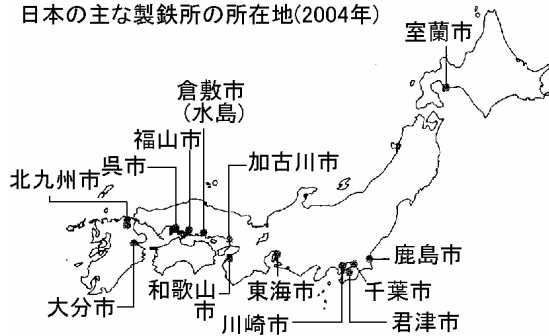 日本の主な製鉄所の所在地(2004年)
室蘭市
倉敷市
(水島)
福山市
呉市
加古川市
北九州市
鹿島市
大分市
和歌山
市
東海市
千葉市
川崎市
君津市